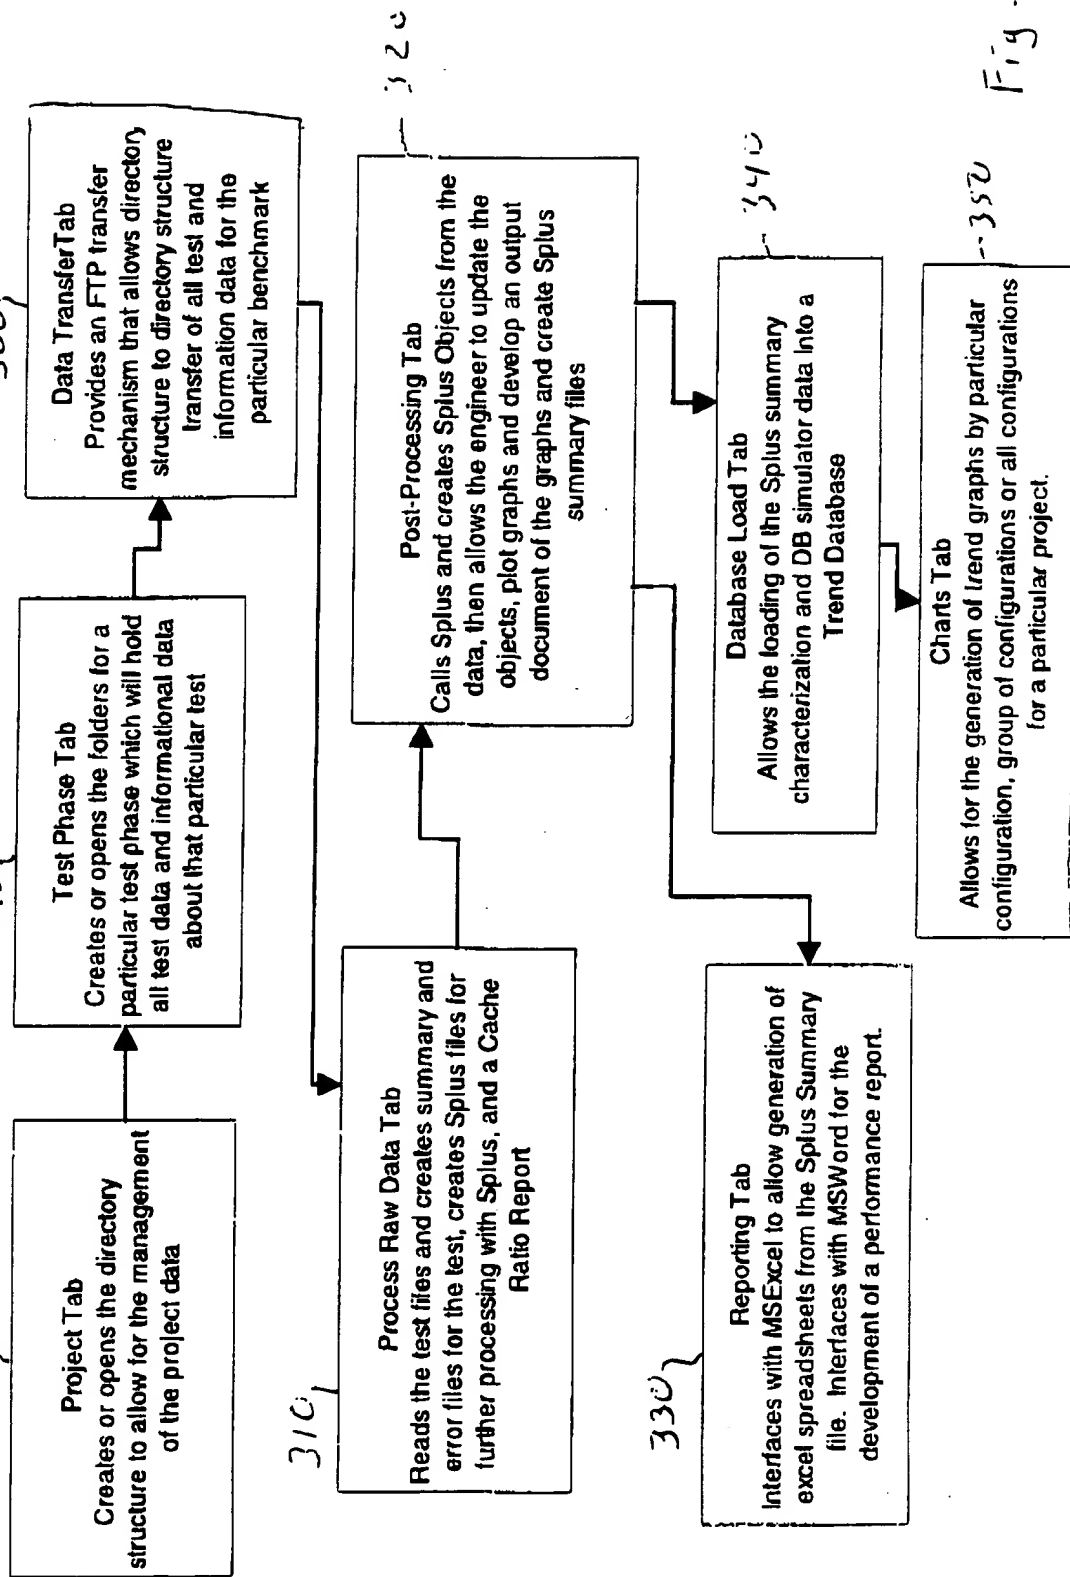 Project Tab
Creates or opens the directory
structure to allow for the management
of the project data
Test Phase Tab
Creates or opens the folders for a
particular test phase which will hold
all test data and informational data
about that particular test
Data TransferTab
Provides an FTP transfer
mechanism that allows directory
structure to directory structure
transfer of all test and
information data for the
particular benchmark
310
Process Raw Data Tab
Reads the test files and creates summary and
error files for the test, creates Splus files for
further processing with Splus, and a Cache
Ratio Report
Post-Processing Tab
Calls Splus and creates Splus Objects from the
data, then allows the engineer to update the
objects, plot graphs and develop an output
document of the graphs and create Splus
summary files
320
330
Reporting Tab
Interfaces with MSExcel to allow generation of
excel spreadsheets from the Splus Summary
file. Interfaces with MSWord for the
development of a performance report.
Database Load Tab
Allows the loading of the Splus summary
characterization and DB simulator data Into a
Trend Database
340
Charts Tab
Allows for the generation of trend graphs by particular
configuration, group of configurations or all configurations
for a particular project.
350
Fig.